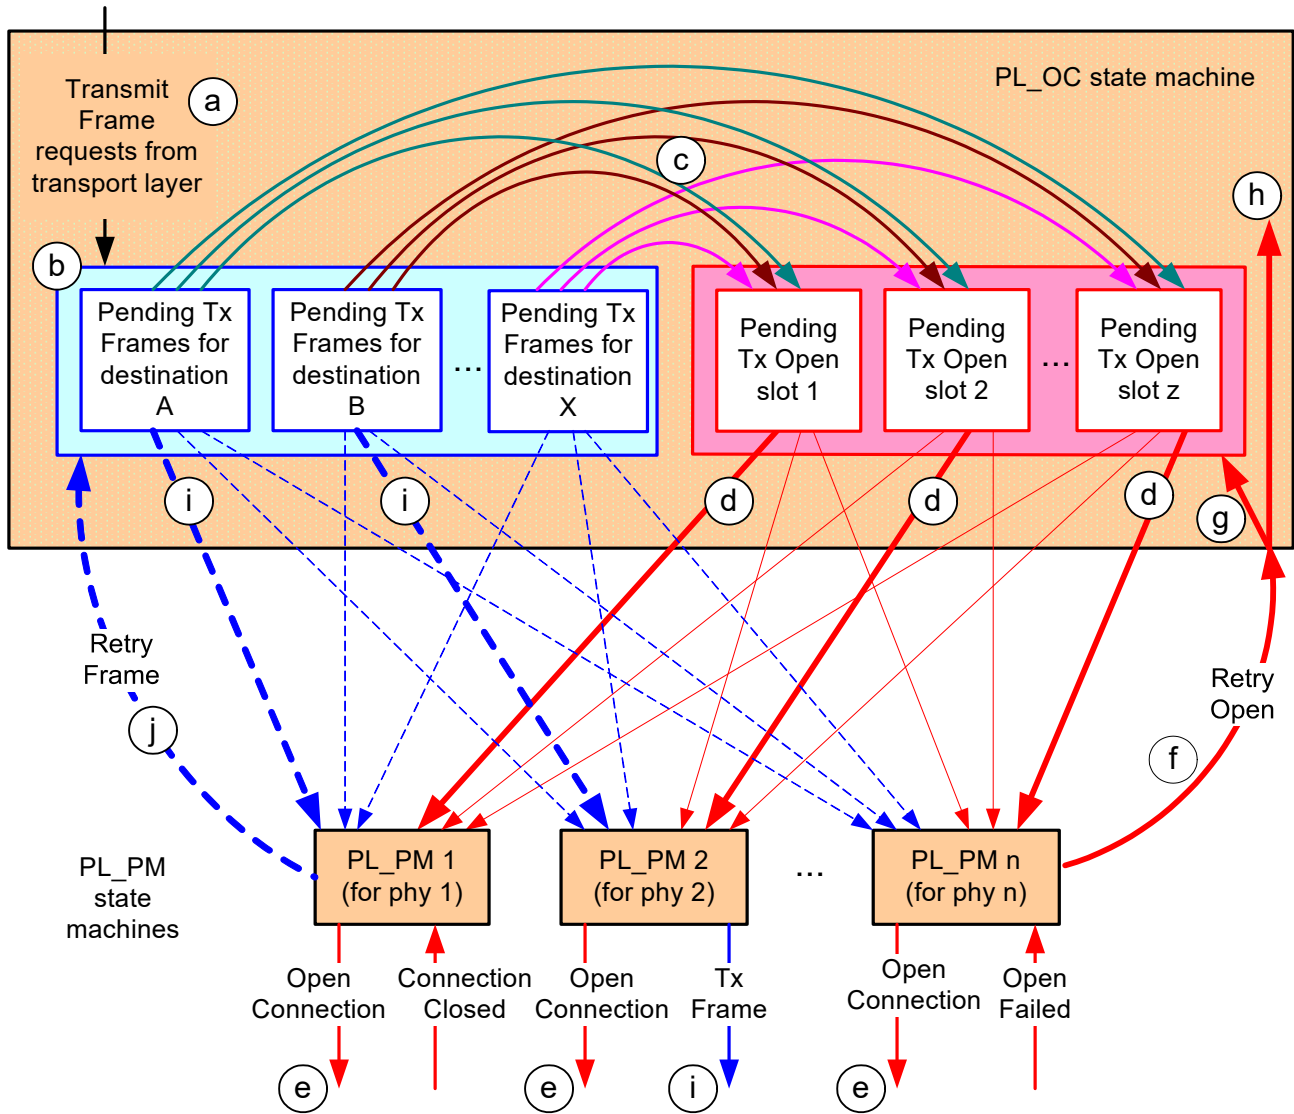 Transmit
Frame
requests from
transport layer
a
PL_OC state machine
c
h
b
Pending Tx
Frames for
destination
A
Pending Tx
Frames for
destination
B
...
Pending Tx
Frames for
destination
X
Pending
Tx Open
slot 1
Pending
Tx Open
slot 2
...
Pending
Tx Open
slot z
i
i
d
d
d
g
Retry
Frame
j
Retry
Open
f
PL_PM
state
machines
PL_PM 1
(for phy 1)
PL_PM 2
(for phy 2)
...
PL_PM n
(for phy n)
Open
Connection
Connection
Closed
Open
Connection
Tx
Frame
Open
Connection
Open
Failed
e
e
i
e